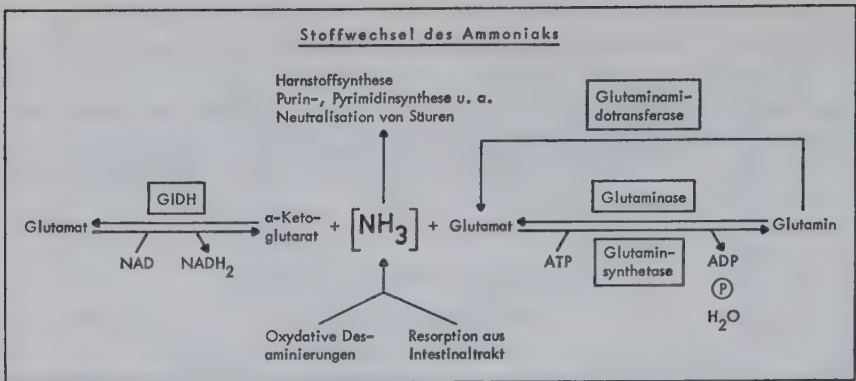 Stoffwechsel des Ammoniaks
Harnstoffsynthese
Purin-, Pyrimidinsynthese u. a.
Neutralisation von Säuren
Glutaminami-
dotransferase
GlDH
Glutaminase
Glutamat
α-Keto-
glutarat
+ [NH3] +
Glutamat
Glutamin
NAD
NADH2
ATP
Glutamin-
synthetase
ADP
P
H2O
Oxydative Des-
aminierungen
Resorption aus
Intestinaltrakt